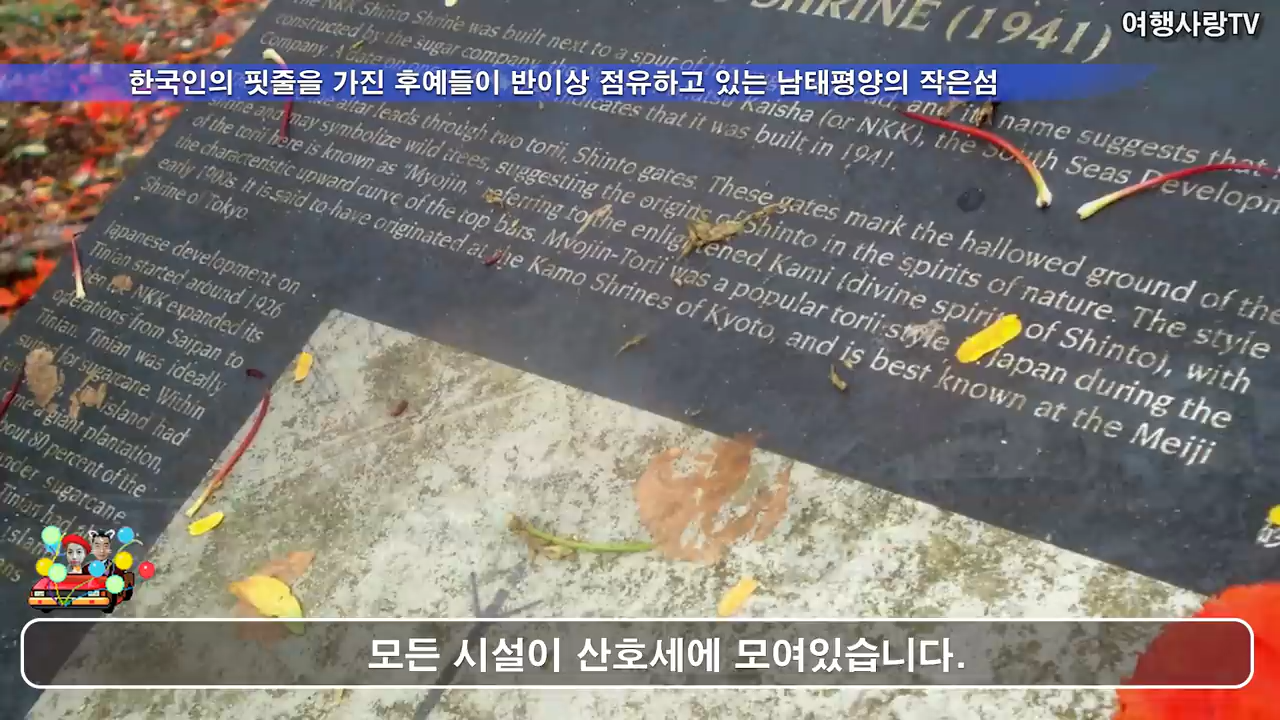 SHRINE (1941)
여행사랑TV
한국인의 핏줄을 가진 후예들이 반이상 점유하고 있는 남태평양의 작은섬
The NKK Shinto Shrine was built next to a spur of the
constructed by the sugar company, and its name suggests that
Company. A date on Kaisha (or NKK), the South Seas Developm
indicates that it was built in 1941.
altar leads through two torii, Shinto gates. These gates mark the hallowed ground of the
shrine and may symbolize wild trees, suggesting the origins of Shinto in the spirits of nature. The style
of the torii here is known as "Myojin," referring to the enlightened Kami (divine spirits of Shinto), with
the characteristic upward curve of the top bars. Myojin-Torii was a popular torii style Japan during the
early 1900s. It is said to have originated at the Kamo Shrines of Kyoto, and is best known at the Meiji
Shrine of Tokyo.
Japanese development on
Tinian started around 1926
when NKK expanded its
operations from Saipan to
Tinian. Tinian was ideally
suited for sugarcane. Within
island had
a giant plantation,
about 80 percent of the
under sugarcane
Tinian had
모든 시설이 산호세에 모여있습니다.